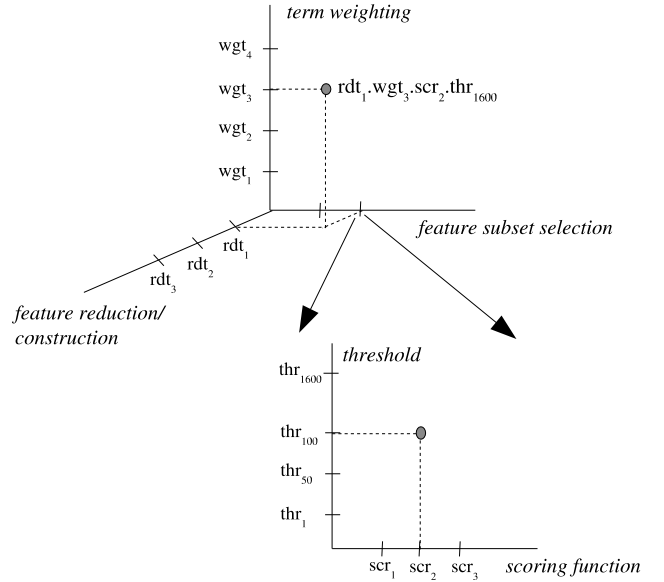 term weighting
wgt4
wgt3
rdt1.wgt3.scr2.thr1600
wgt2
wgt1
feature subset selection
rdt1
rdt2
rdt3
feature reduction/
construction
threshold
thr1600
thr100
thr50
thr1
scr1 scr2 scr3
scoring function